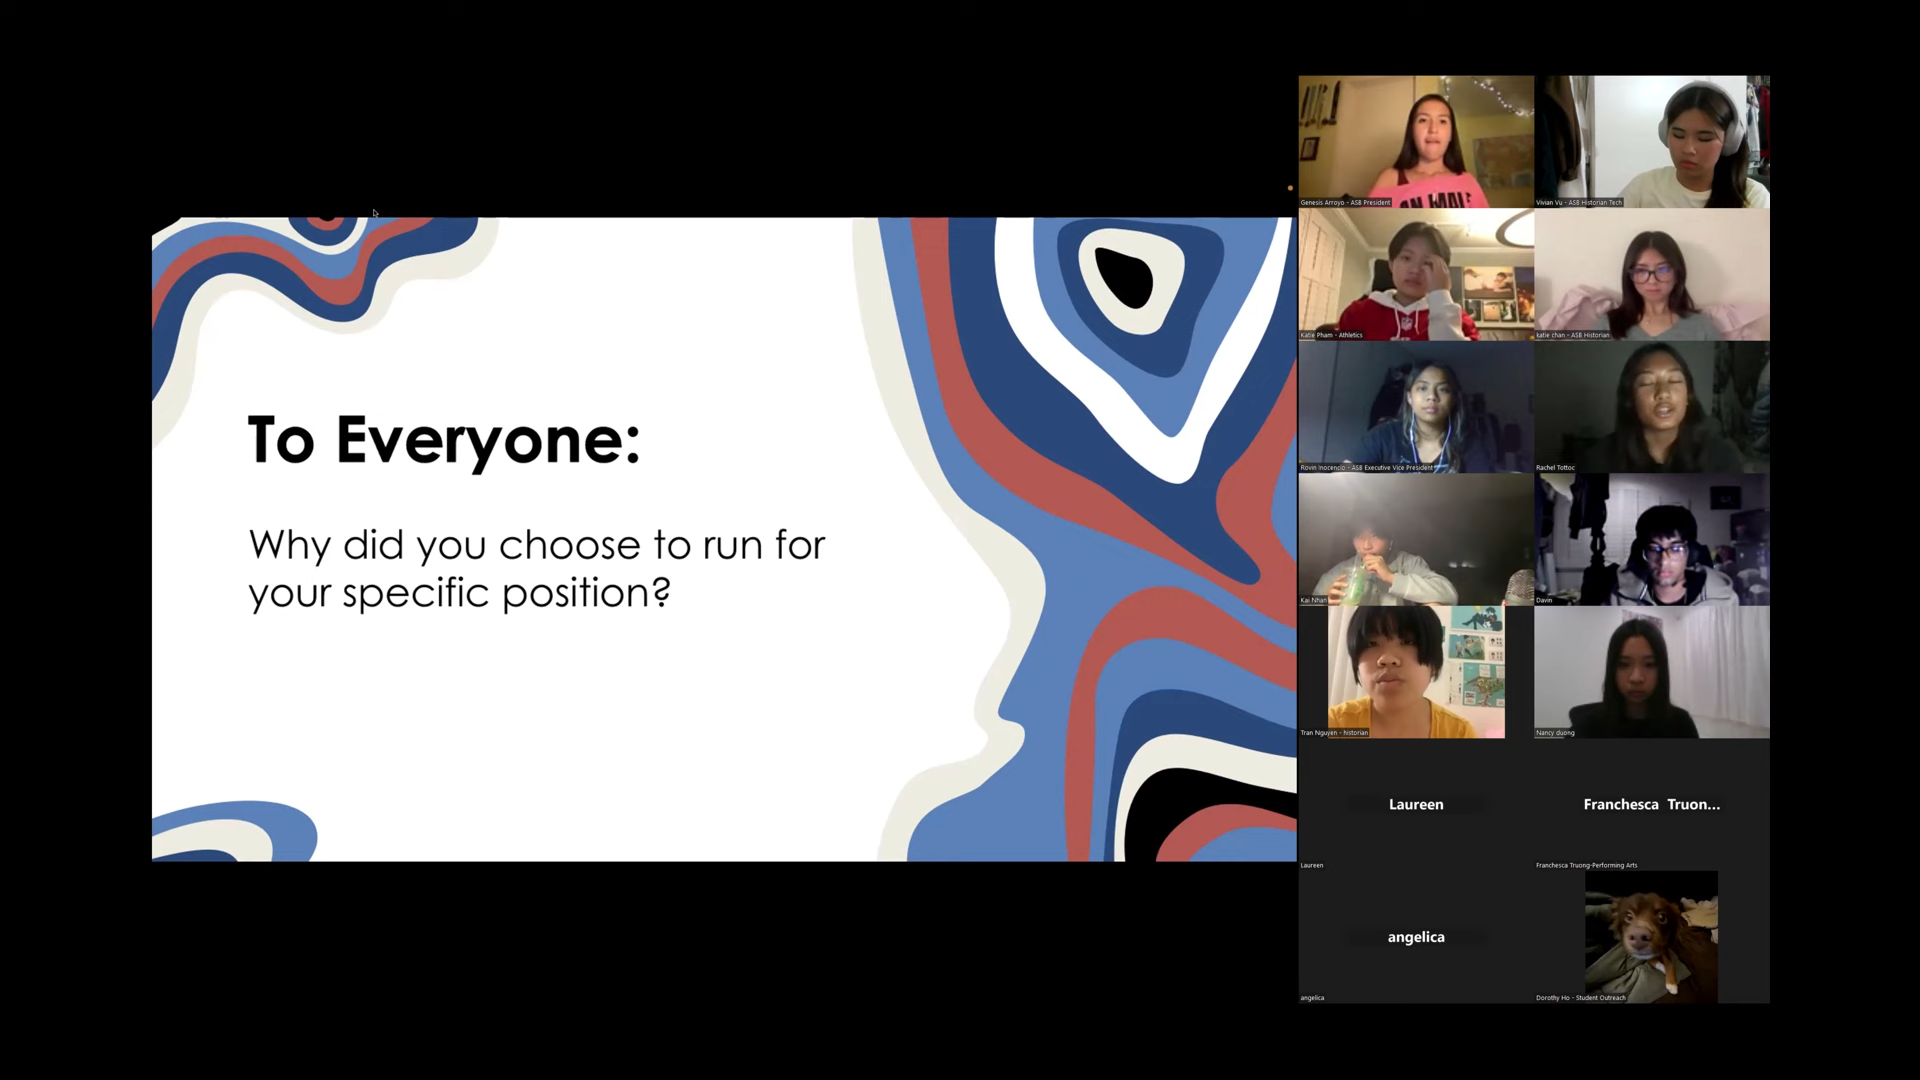 To Everyone:
Why did you choose to run for
your specific position?
Genesis Arroyo - ASB President
Vivian Vu - ASB Historian Tech
Katie Pham - Athletics
katie chan - ASB Historian
Rovin Inocencio - ASB Executive Vice President
Rachel Tottoc
Kai Nhan
Davin
Tran Nguyen - historian
Nancy duong
Laureen
Laureen
Franchesca Truon...
Franchesca Truong-Performing Arts
angelica
angelica
Dorothy Ho - Student Outreach